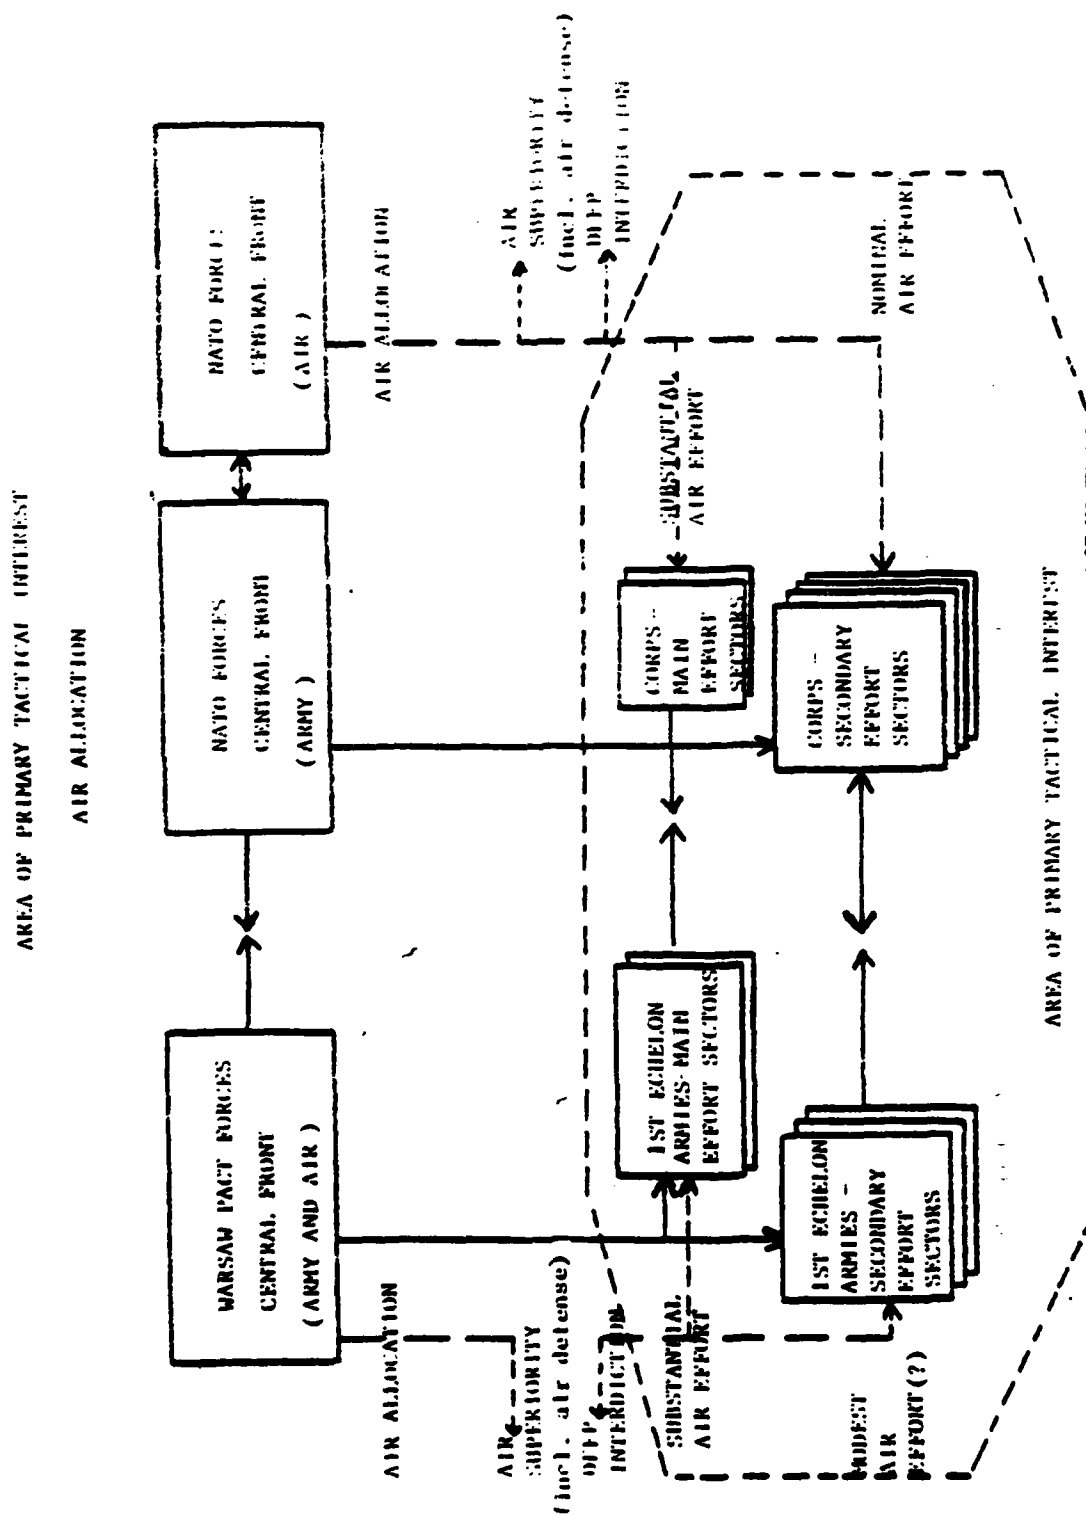 AREA OF PRIMARY TACTICAL INTEREST
AIR ALLOCATION
WARSAW PACT FORCES
CENTRAL FRONT
(ARMY AND AIR)
NATO FORCES
CENTRAL FRONT
(ARMY)
NATO FORCES
CENTRAL FRONT
(AIR)
AIR ALLOCATION
AIR ALLOCATION
AIR
SUPERIORITY
(incl. air defense)
DEEP
INTERDICTION
AIR
SUPERIORITY
(incl. air defense)
DEEP
INTERDICTION
SUBSTANTIAL
AIR EFFORT
1ST ECHELON
ARMIES-MAIN
EFFORT SECTORS
CORPS-
MAIN
EFFORT
SECTORS
SUBSTANTIAL
AIR EFFORT
MODEST
AIR
EFFORT(?)
1ST ECHELON
ARMIES -
SECONDARY
EFFORT
SECTORS
CORPS -
SECONDARY
EFFORT
SECTORS
NOMINAL
AIR EFFORT
AREA OF PRIMARY TACTICAL INTEREST